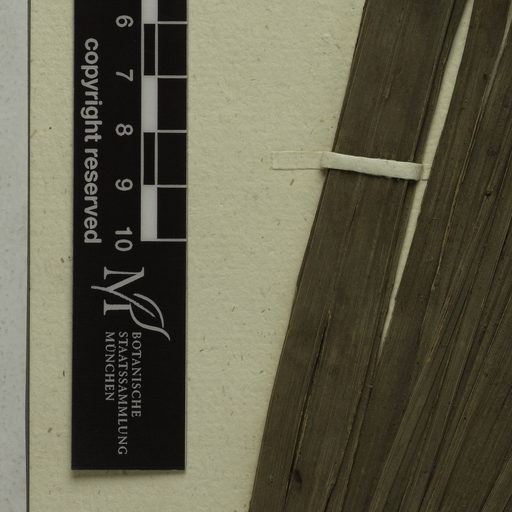 6
7
8
9
10
copyright reserved
M
BOTANISCHE
STAATSSAMMLUNG
MÜNCHEN